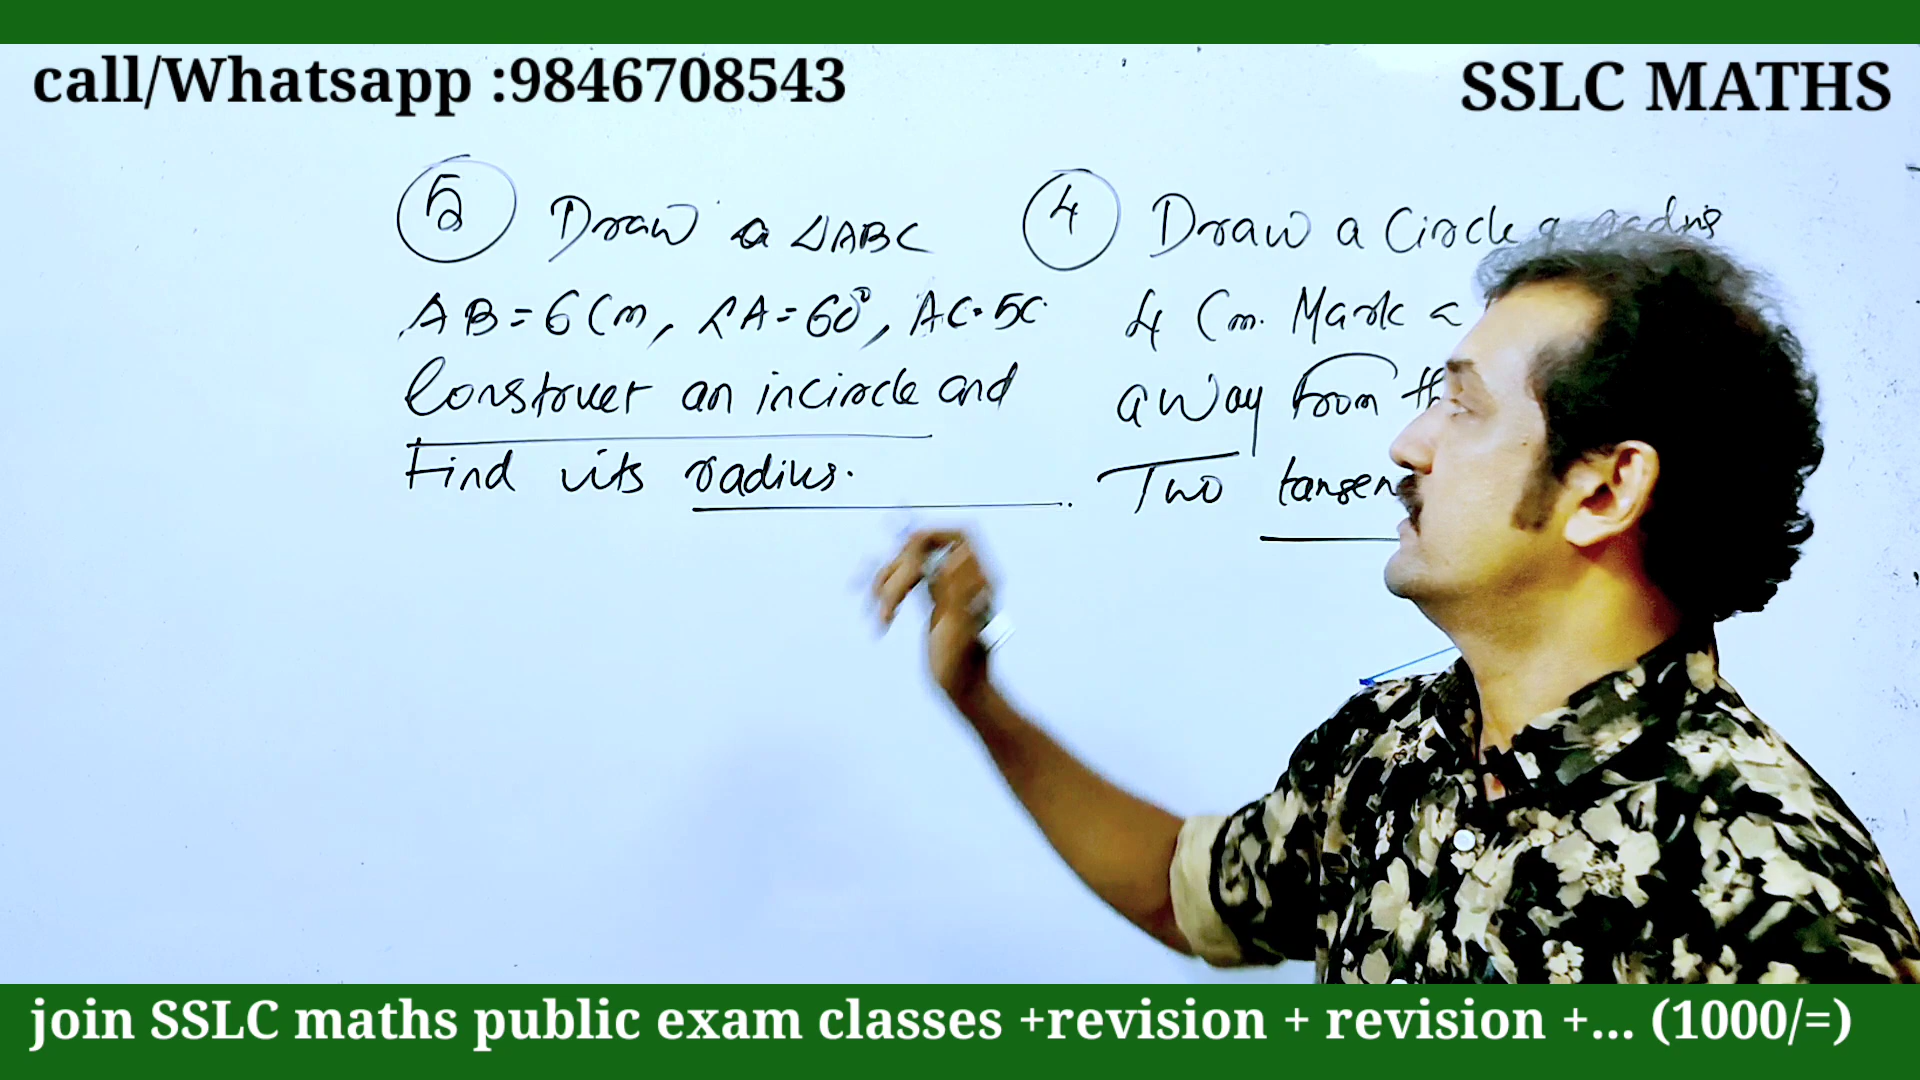 call/Whatsapp :9846708543
SSLC MATHS
5 Draw a ∆ABC
AB = 6 Cm, ∠A = 60°, AC = 5C
Construct an incircle and
Find its radius.
4 Draw a Circle radius
4 Cm. Mark a
away from
Two
join SSLC maths public exam classes +revision + revision +... (1000/=)